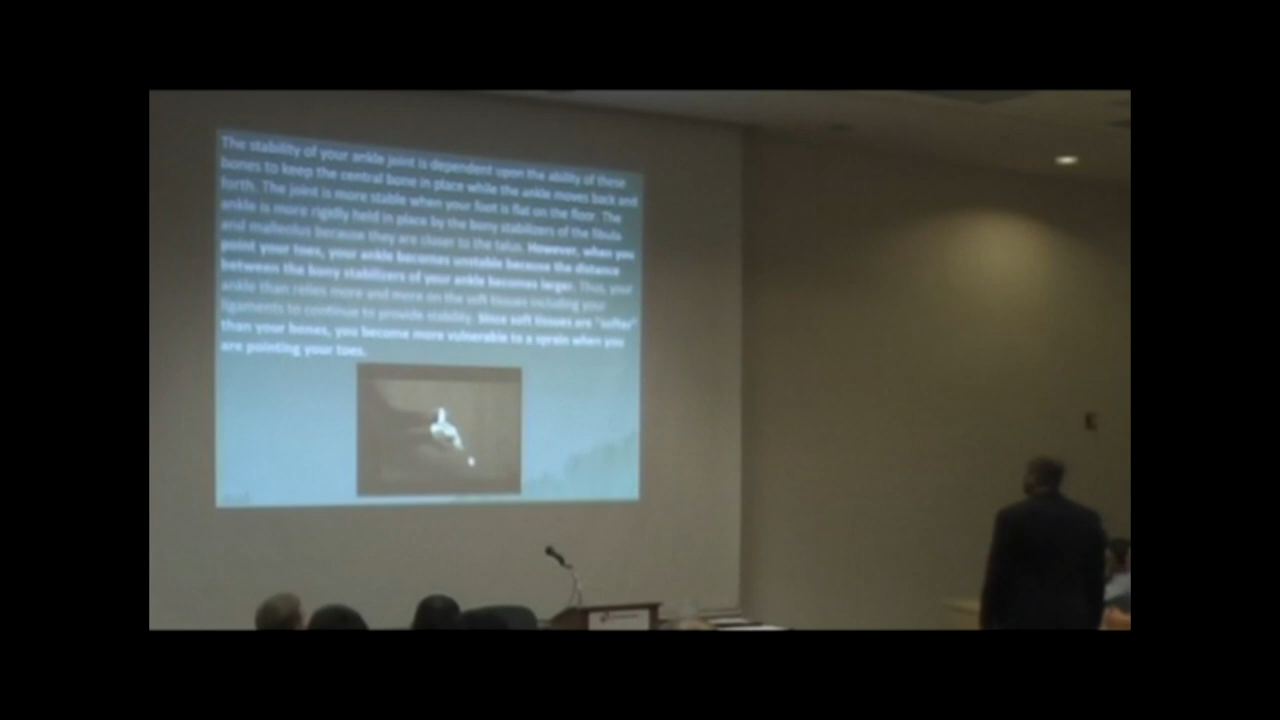 The stability of your ankle joint is dependent upon the ability of these
bones to keep the central bone in place while the ankle moves back and
forth. The joint is more stable when your foot is flat on the floor. The
ankle is more rigidly held in place by the bony stabilizers of the fibula
and malleolus because they are closer to the talus. However, when you
point your toes, your ankle becomes unstable because the distance
between the bony stabilizers of your ankle becomes larger. Thus, your
ankle than relies more and more on the soft tissues including your
ligaments to continue to provide stability. Since soft tissues are "softer"
than your bones, you become more vulnerable to a sprain when you
are pointing your toes.